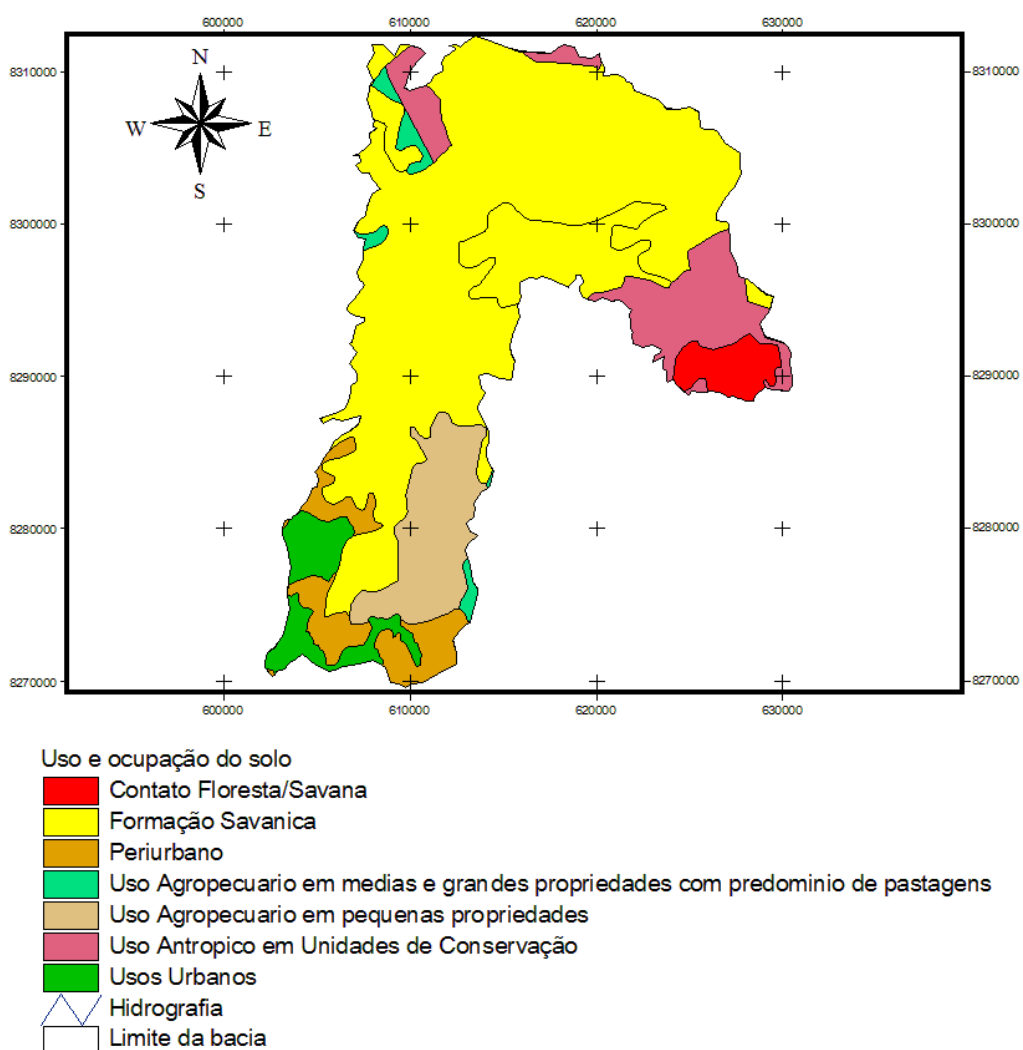 600000 610000 620000 630000
8310000 8310000
N
W E
S
8300000 8300000
8290000 8290000
8280000 8280000
8270000 8270000
600000 610000 620000 630000
Uso e ocupação do solo
Contato Floresta/Savana
Formação Savanica
Periurbano
Uso Agropecuario em medias e grandes propriedades com predominio de pastagens
Uso Agropecuario em pequenas propriedades
Uso Antropico em Unidades de Conservação
Usos Urbanos
Hidrografia
Limite da bacia